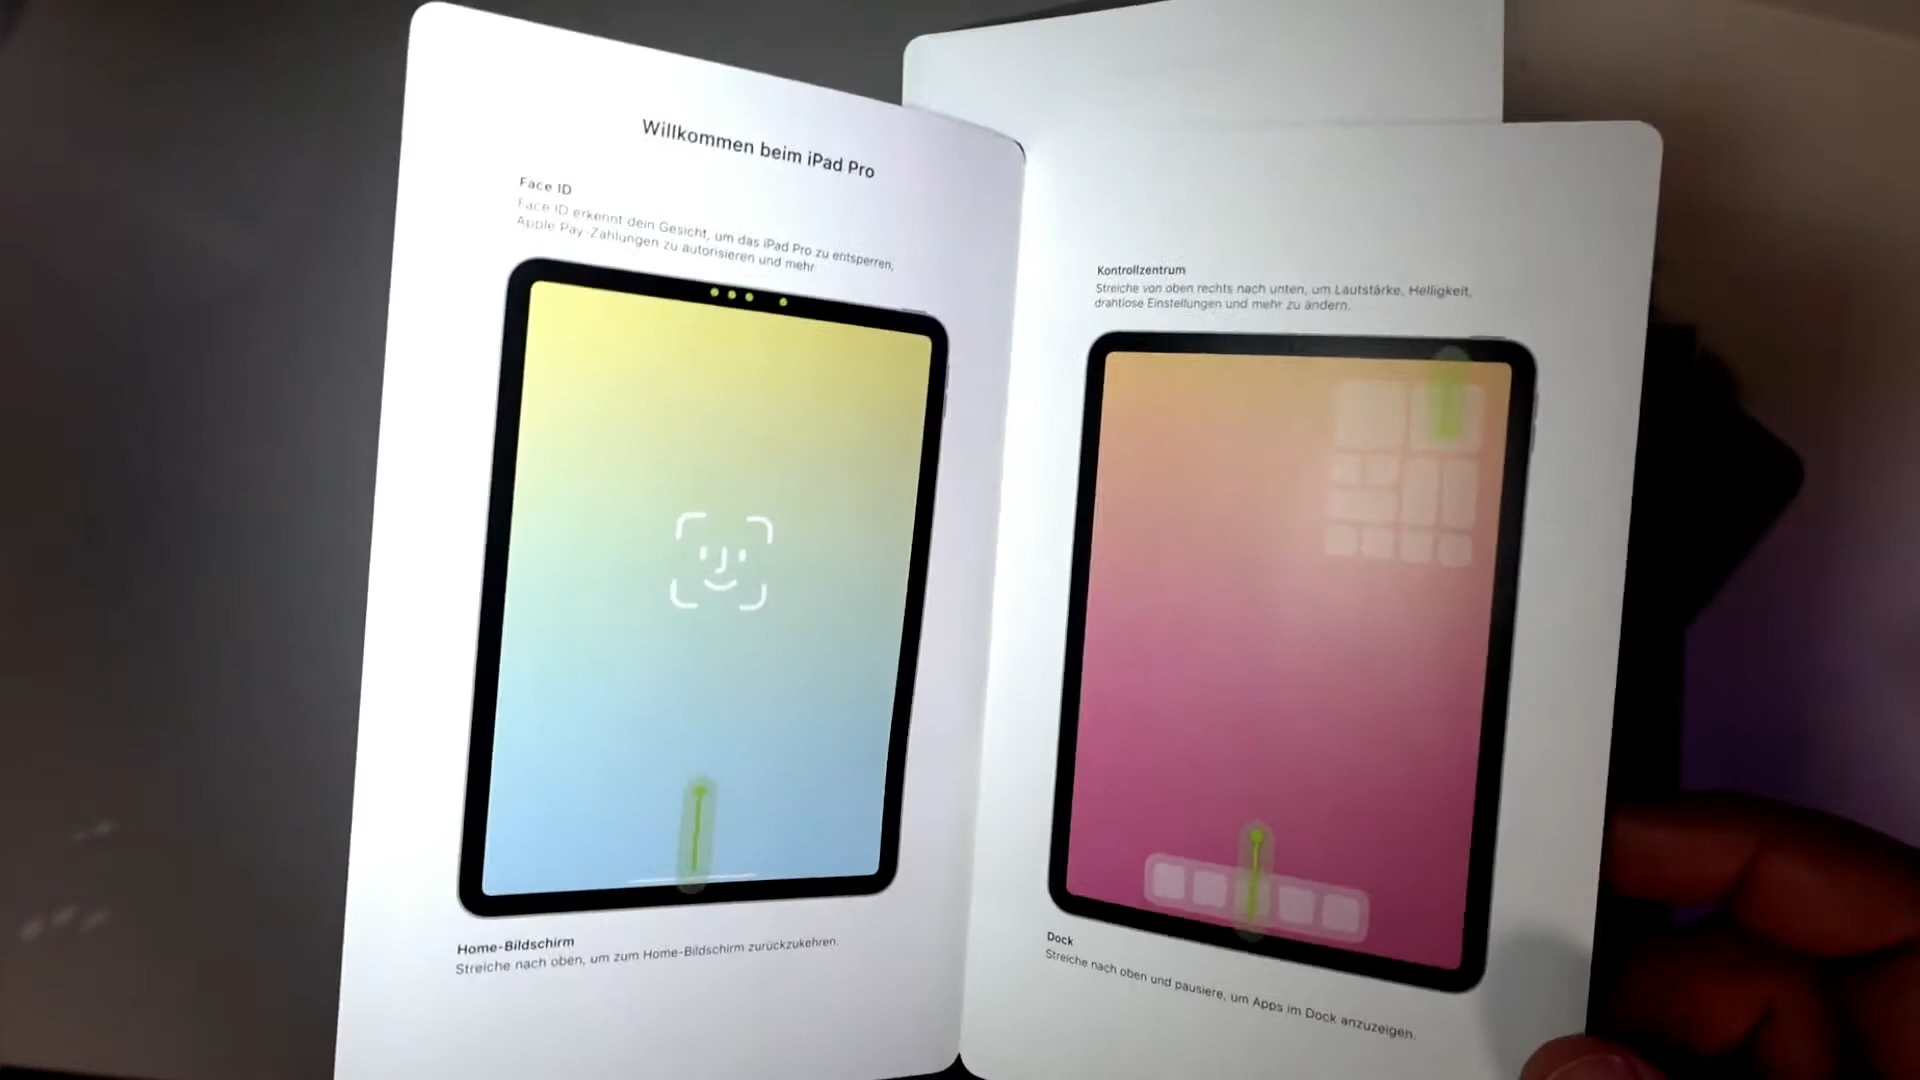 Willkommen beim iPad Pro
Face ID
Face ID erkennt dein Gesicht, um das iPad Pro zu entsperren,
Apple Pay-Zahlungen zu autorisieren und mehr.
Home-Bildschirm
Streiche nach oben, um zum Home-Bildschirm zurückzukehren.
Kontrollzentrum
Streiche von oben rechts nach unten, um Lautstärke, Helligkeit,
drahtlose Einstellungen und mehr zu ändern.
Dock
Streiche nach oben und pausiere, um Apps im Dock anzuzeigen.